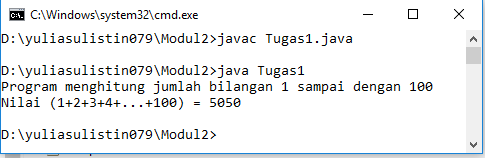 C:\Windows\system32\cmd.exe
D:\yuliasulistin079\Modul2>javac Tugas1.java
D:\yuliasulistin079\Modul2>java Tugas1
Program menghitung jumlah bilangan 1 sampai dengan 100
Nilai (1+2+3+4+...+100) = 5050
D:\yuliasulistin079\Modul2>